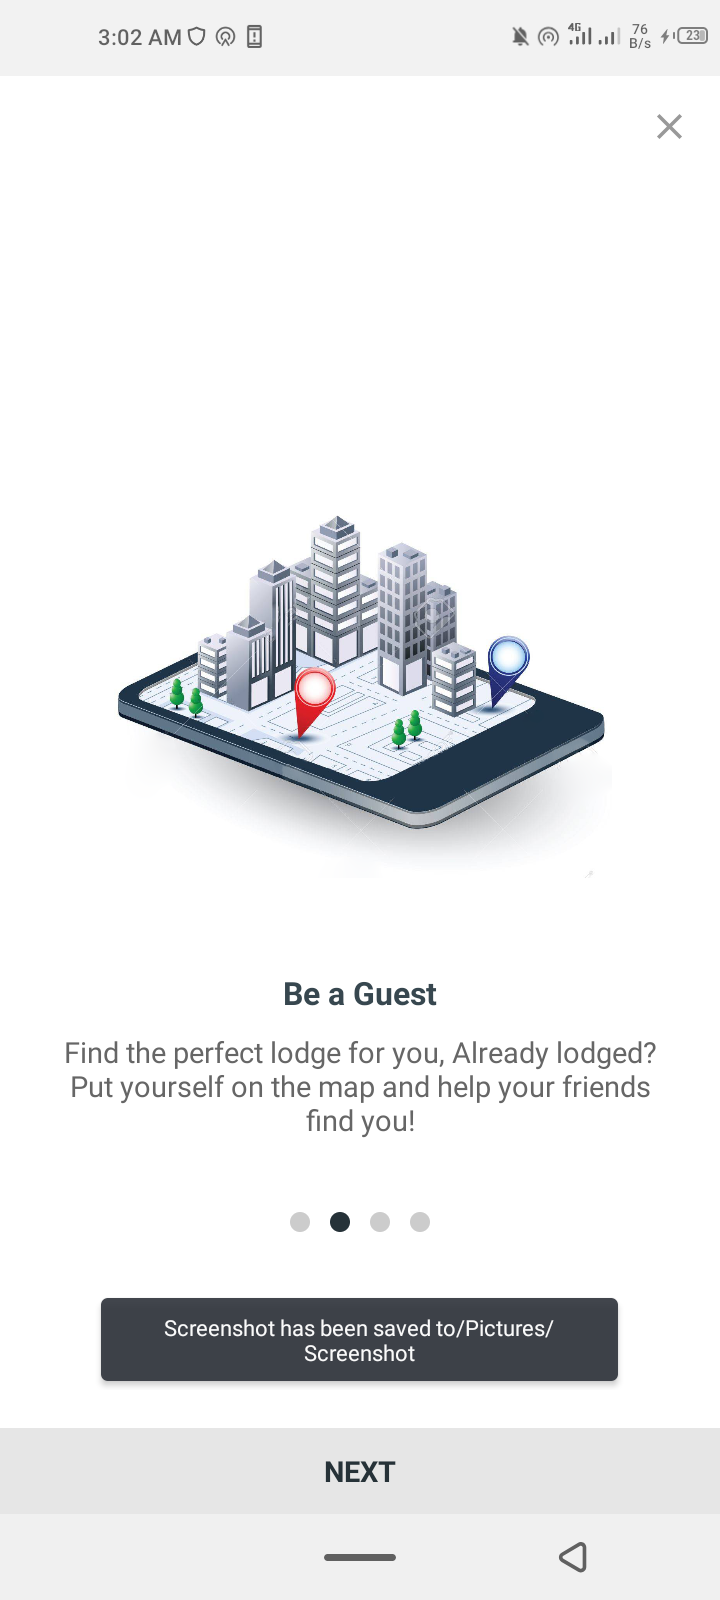 3:02 AM 4G 76 B/s 23
Be a Guest
Find the perfect lodge for you, Already lodged?
Put yourself on the map and help your friends
find you!
Screenshot has been saved to/Pictures/
Screenshot
NEXT